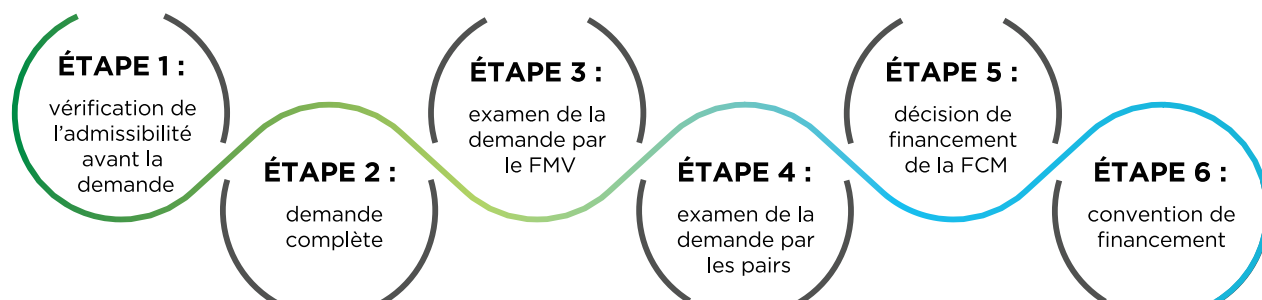 ÉTAPE 1 :
vérification de
l'admissibilité
avant la
demande
ÉTAPE 2 :
demande
complète
ÉTAPE 3 :
examen de la
demande par
le FMV
ÉTAPE 4 :
examen de la
demande par
les pairs
ÉTAPE 5 :
décision de
financement
de la FCM
ÉTAPE 6 :
convention de
financement